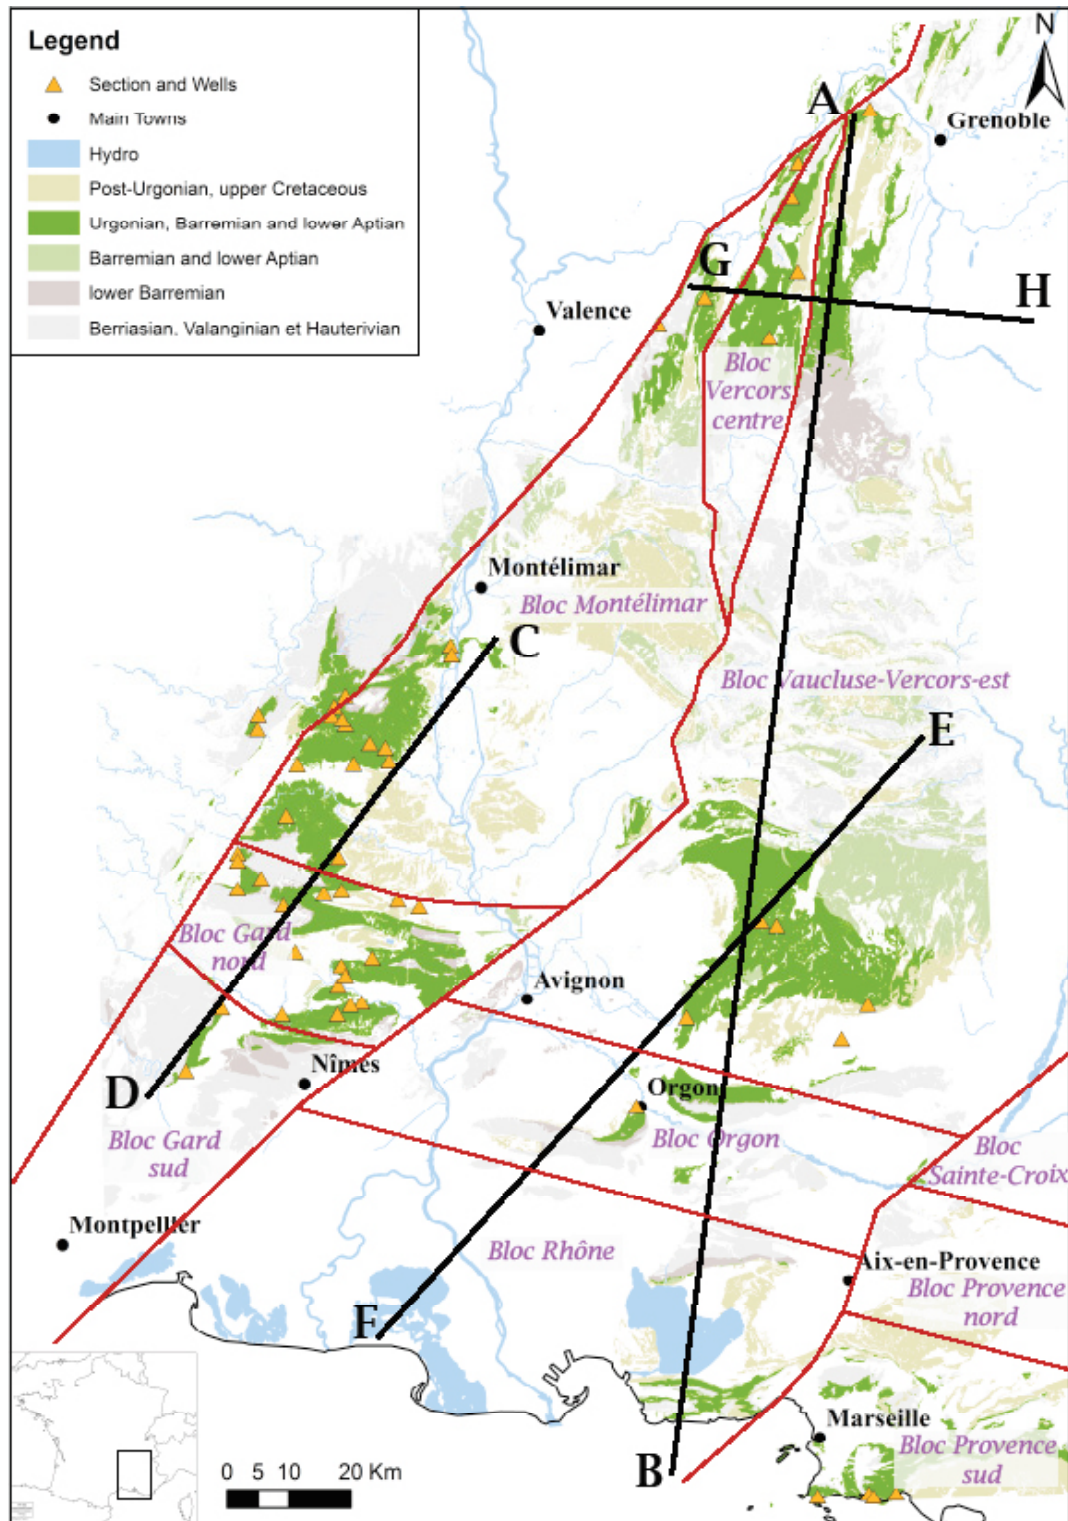 Legend
Section and Wells
Main Towns
Hydro
Post-Urgonian, upper Cretaceous
Urgonian, Barremian and lower Aptian
Barremian and lower Aptian
lower Barremian
Berriasian, Valanginian et Hauterivian
N
A
Grenoble
G
H
Valence
Bloc
Vercors
centre
Montélimar
Bloc Montélimar
C
Bloc Vaucluse-Vercors-est
E
Bloc Gard
nord
Avignon
D
Nîmes
Orgon
Bloc Orgon
Bloc Gard
sud
Bloc
Sainte-Croix
Montpellier
Bloc Rhône
Aix-en-Provence
Bloc Provence
nord
F
Marseille
Bloc Provence
sud
B
0 5 10 20 Km